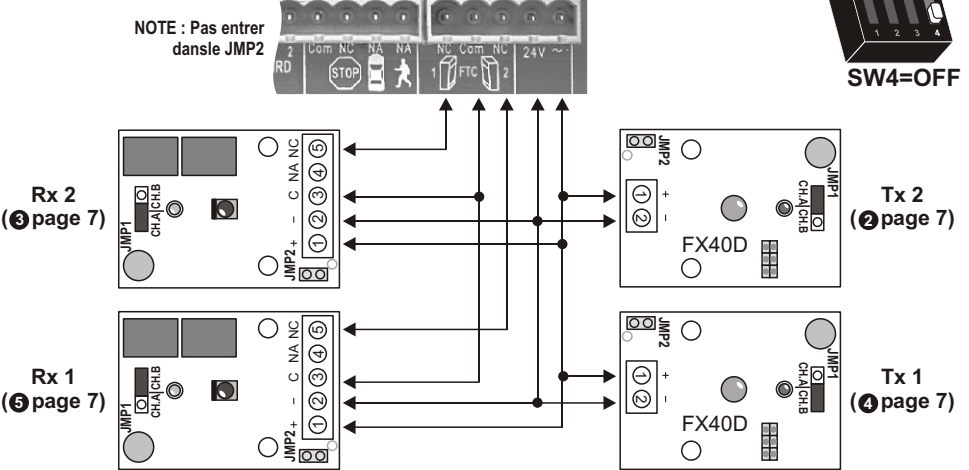 NOTE : Pas entrer
dansle JMP2
2 Com NC NA NA NC Com NC 24V ~
RD STOP 1 FTC 2
1 2 3 4
SW4=OFF
Rx 2
(❸page 7)
CH.A CH.B
JMP1
NC
NA
C
–
+
5
4
3
2
1
JMP2
JMP2
1
2
+
–
FX40D
JMP1
CH.A CH.B
Tx 2
(❷page 7)
Rx 1
(❺page 7)
CH.A CH.B
JMP1
NC
NA
C
–
+
5
4
3
2
1
JMP2
JMP2
1
2
+
–
FX40D
JMP1
CH.A CH.B
Tx 1
(❹page 7)